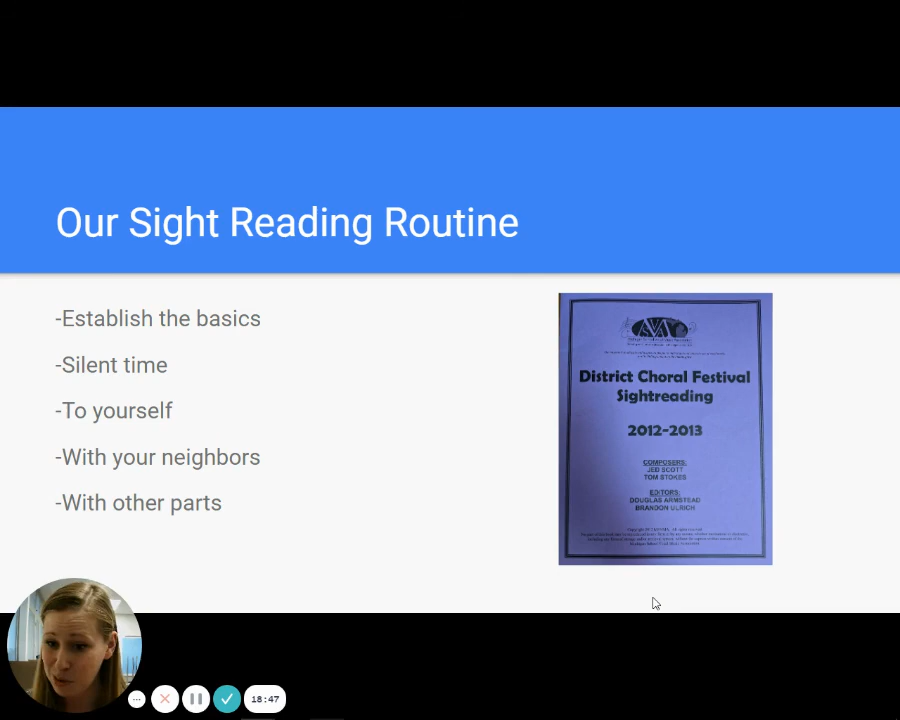 Our Sight Reading Routine
-Establish the basics
-Silent time
-To yourself
-With your neighbors
-With other parts
District Choral Festival
Sightreading
2012-2013
COMPOSERS:
JED SCOTT
TOM STOKES
EDITORS:
DOUGLAS ARMSTEAD
BRANDON ULRICH
18:47